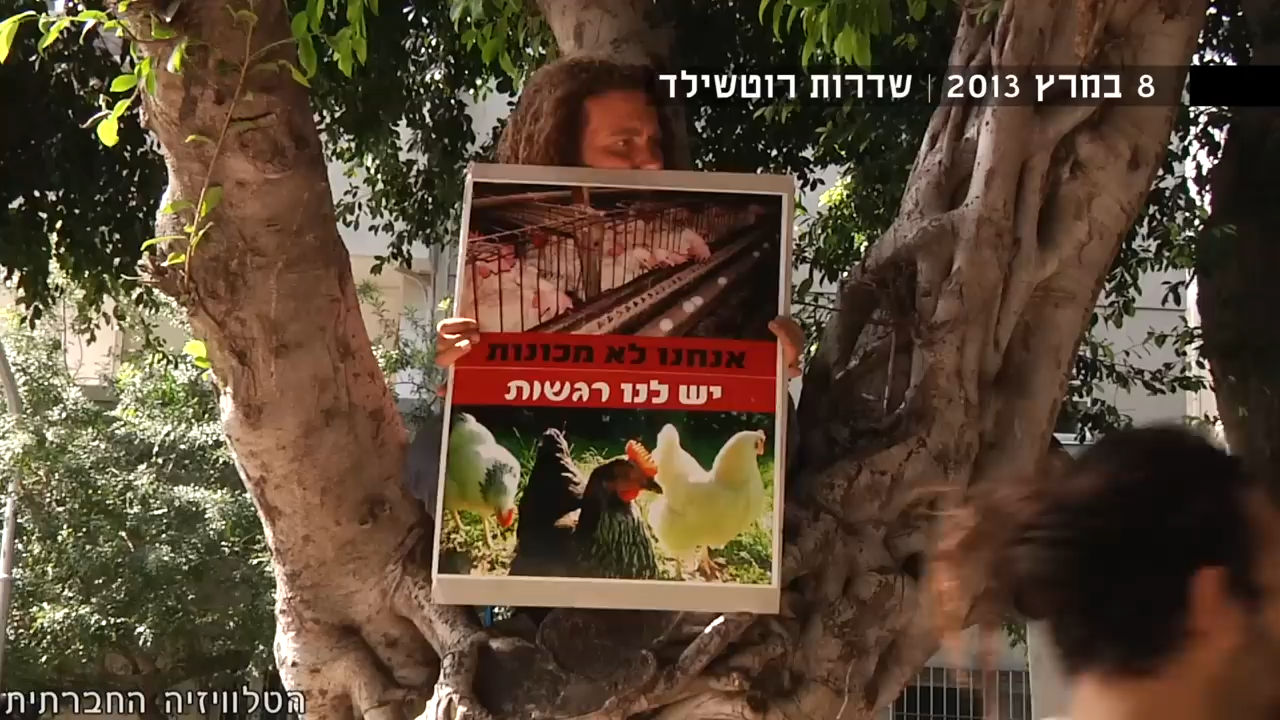 8 במרץ 2013 | שדרות רוטשילד
אנחנו לא מכונות
יש לנו רגשות
הטלוויזיה החברתית